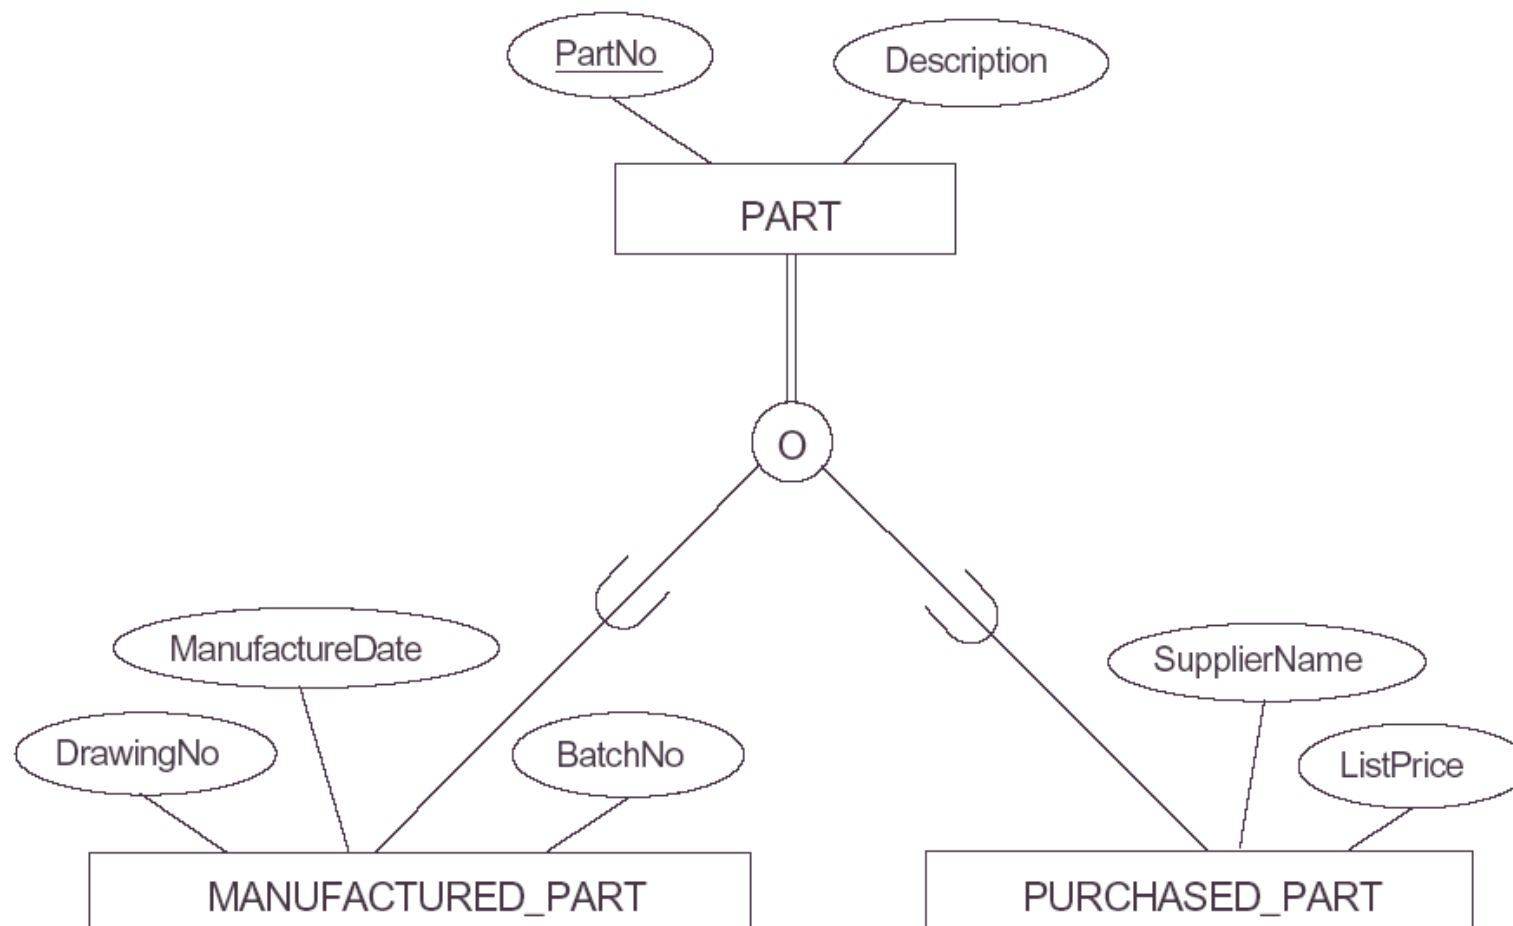 PartNo
Description
PART
O
ManufactureDate
SupplierName
DrawingNo
BatchNo
ListPrice
MANUFACTURED_PART
PURCHASED_PART